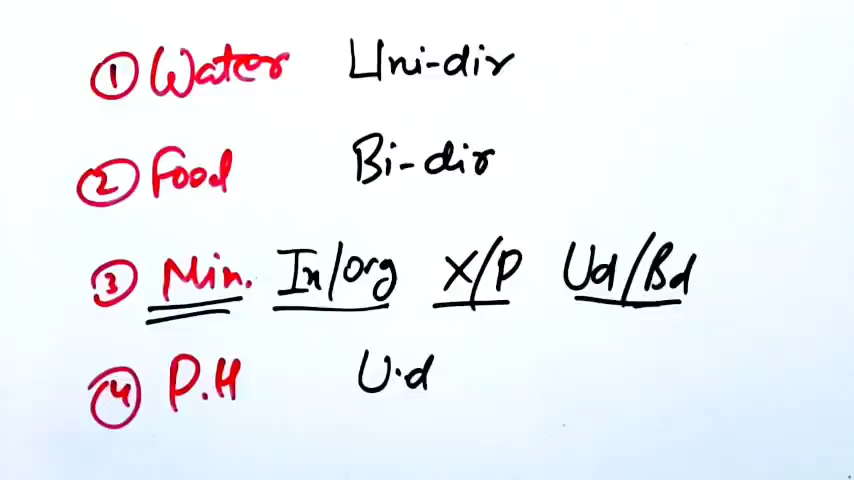 ① Water Uni-dir
② Food Bi-dir
③ Min. In/org X/P Ud/Bd
④ P.H U.d